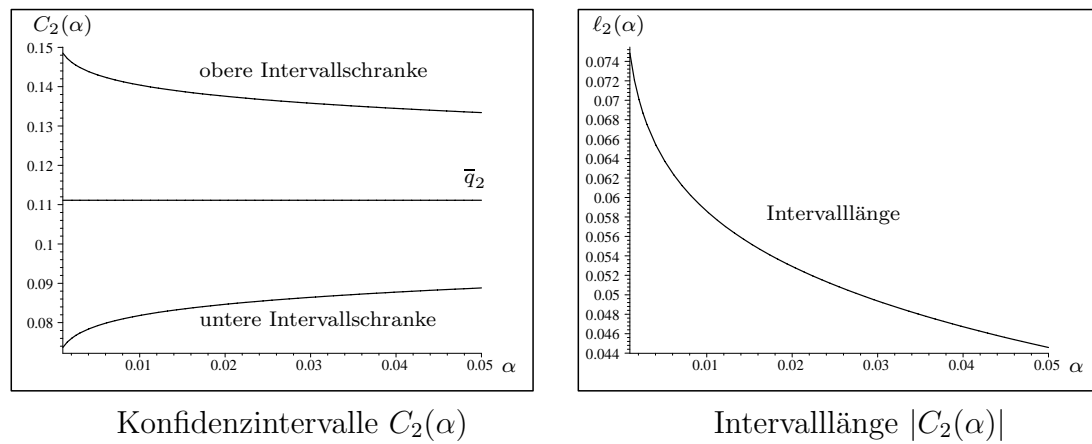 C₂(α)
0.15
0.14
0.13
0.12
0.11
0.1
0.09
0.08
obere Intervallschranke
q̅₂
untere Intervallschranke
0.01 0.02 0.03 0.04 0.05 α
Konfidenzintervalle C₂(α)
ℓ₂(α)
0.074
0.07
0.068
0.066
0.064
0.062
0.06
0.058
0.056
0.054
0.052
0.05
0.048
0.046
0.044
Intervalllänge
0.01 0.02 0.03 0.04 0.05 α
Intervalllänge |C₂(α)|